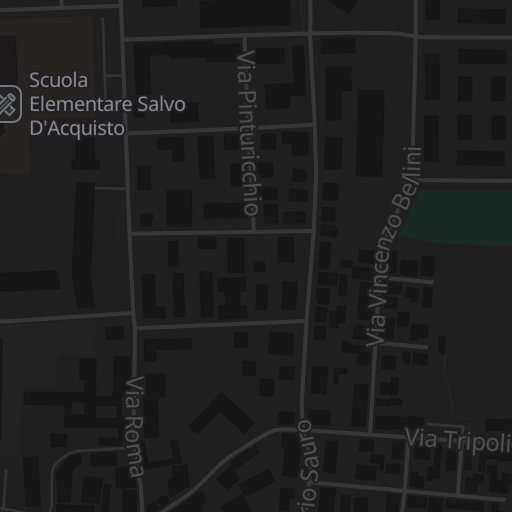 Scuola
Elementare Salvo
D'Acquisto
Via Pinturicchio
Via Vincenzo Bellini
Via Roma
rio Sauro
Via Tripoli